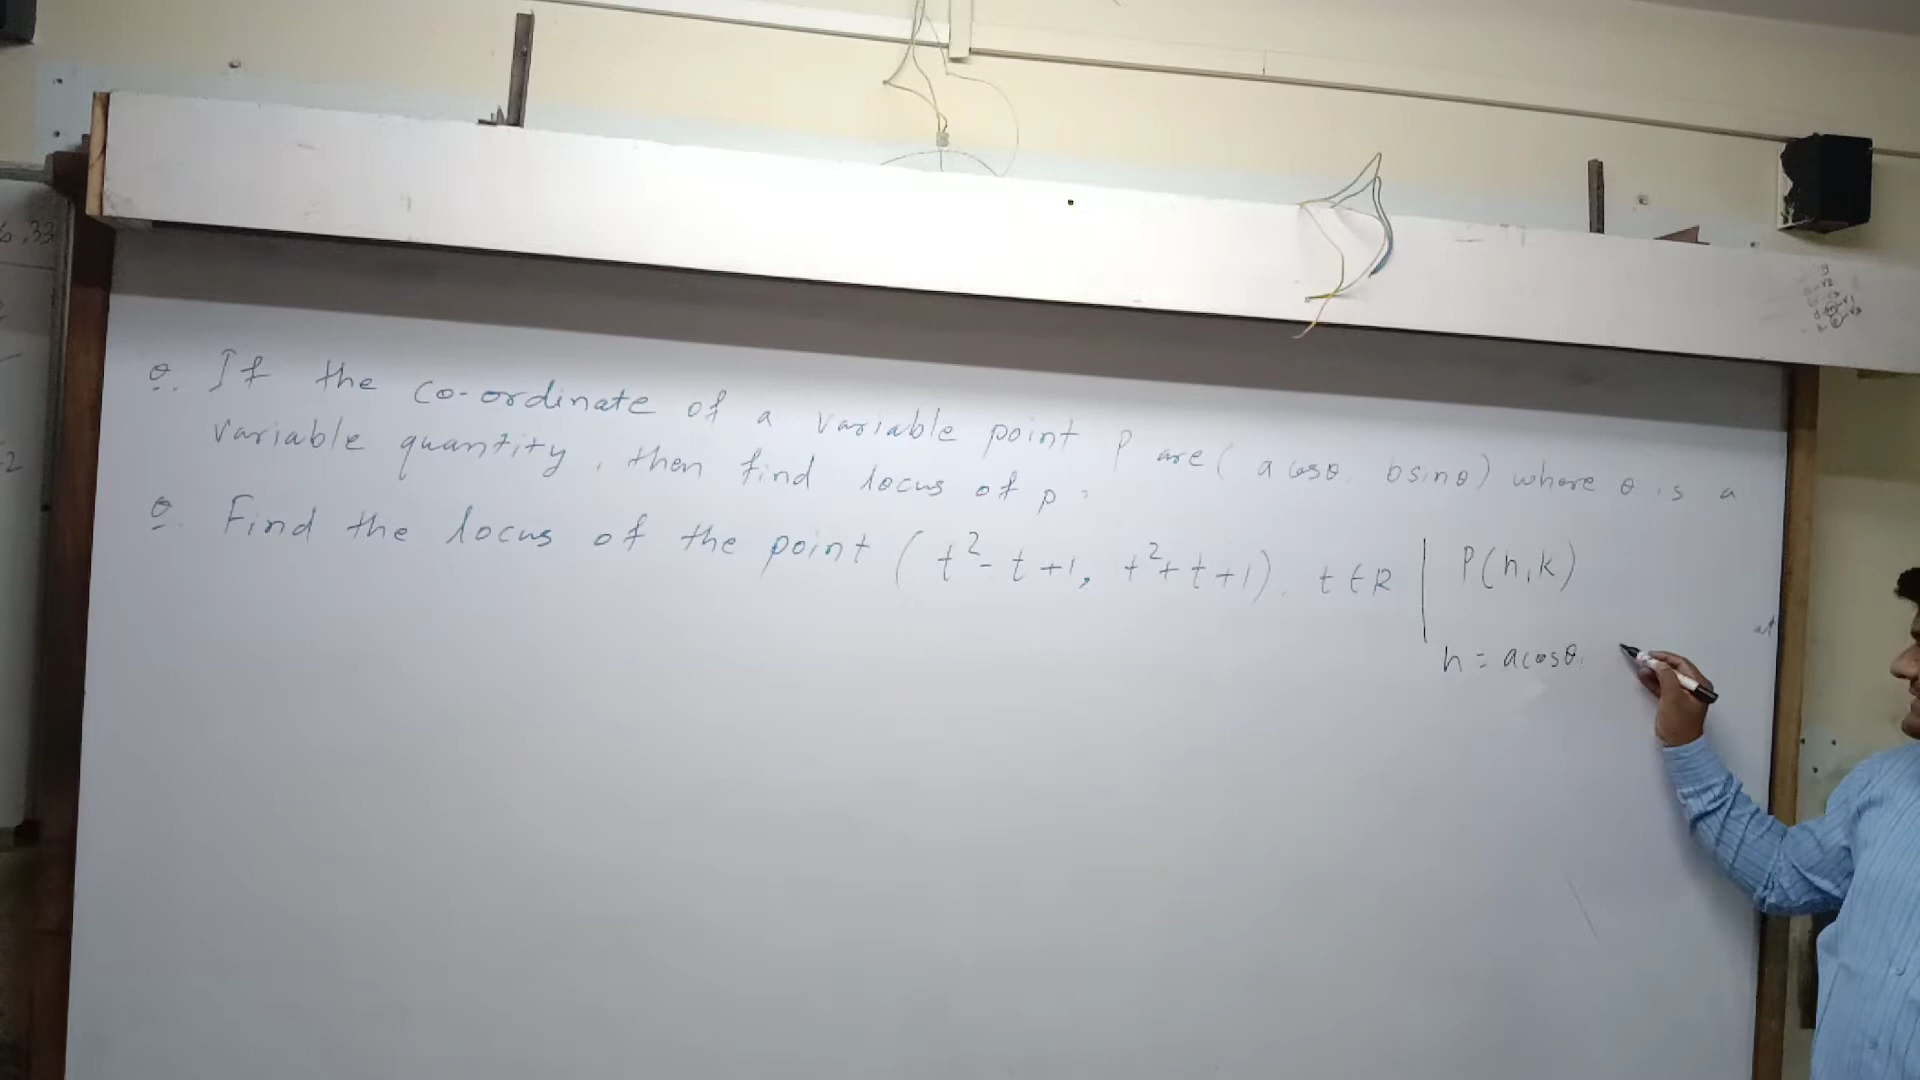 Q. If the co-ordinate of a variable point P are (a cosθ, b sinθ) where θ is a
variable quantity, then find locus of p?
Q. Find the locus of the point (t²-t+1, t²+t+1), t∈R
P(h,k)
h = acosθ.